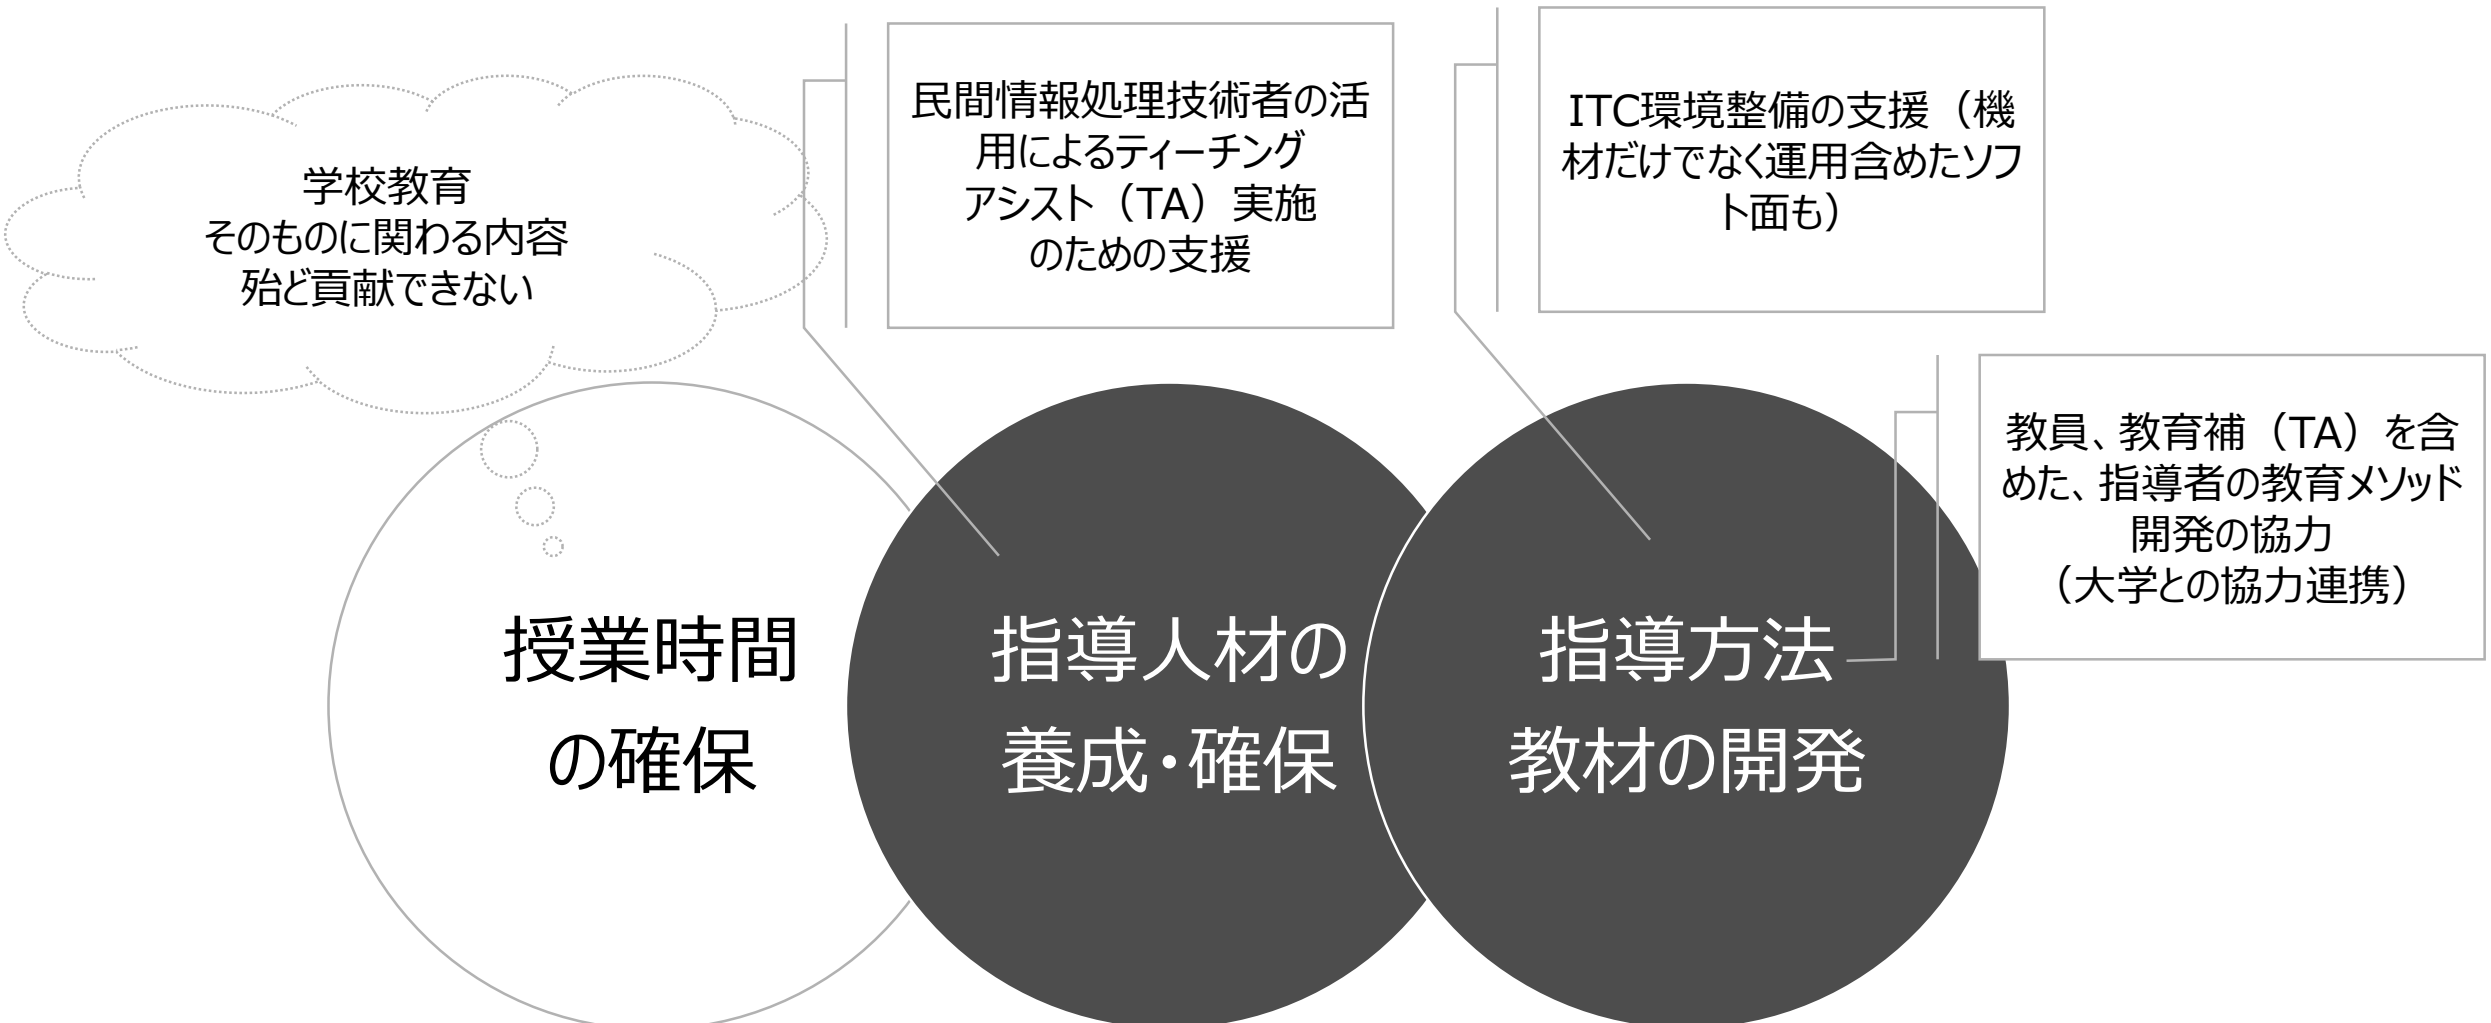 学校教育
そのものに関わる内容
殆ど貢献できない
民間情報処理技術者の活
用によるティーチング
アシスト（TA）実施
のための支援
ITC環境整備の支援（機
材だけでなく運用含めたソフ
ト面も）
教員、教育補（TA）を含
めた、指導者の教育メソッド
開発の協力
（大学との協力連携）
授業時間
の確保
指導人材の
養成・確保
指導方法
教材の開発